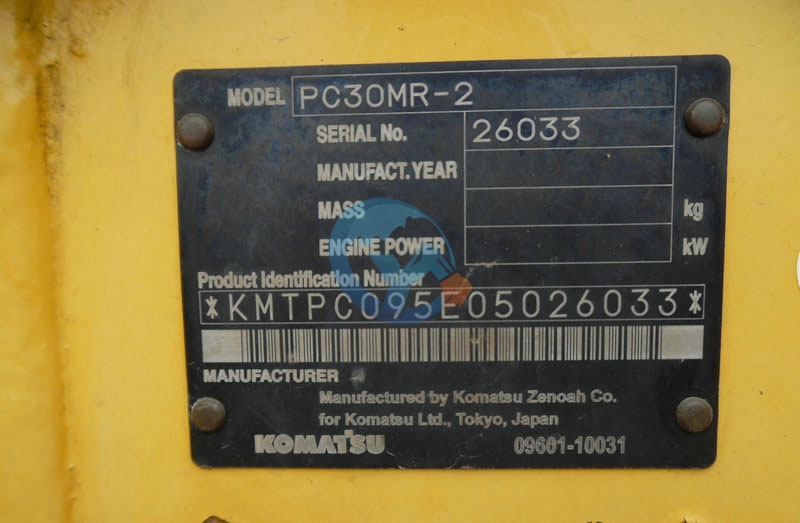 MODEL PC30MR-2
SERIAL No. 26033
MANUFACT.YEAR
MASS kg
ENGINE POWER kW
Product Identification Number
*KMTPC095E05026033*
MANUFACTURER
Manufactured by Komatsu Zenoah Co.
for Komatsu Ltd., Tokyo, Japan
KOMATSU 09601-10031